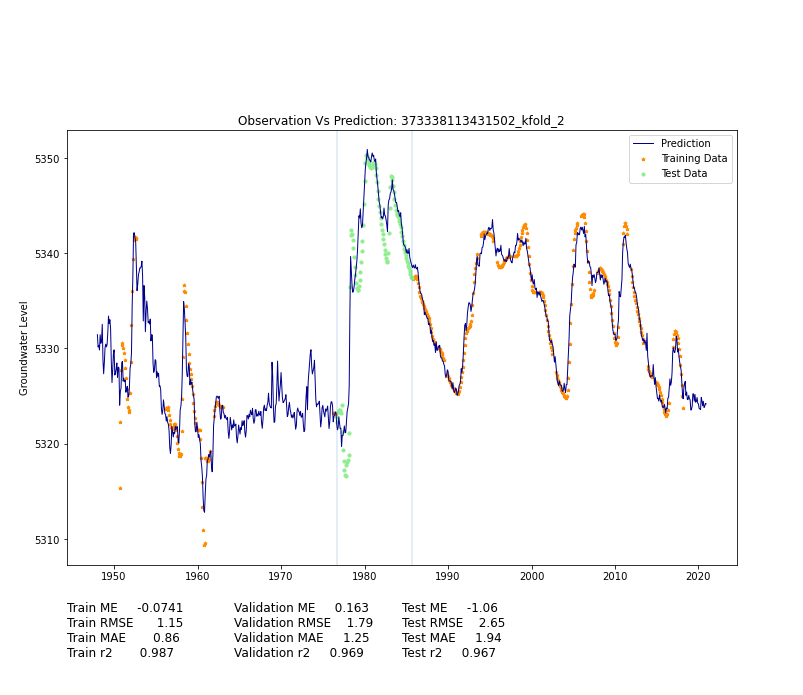 Observation Vs Prediction: 373338113431502_kfold_2
Prediction
Training Data
Test Data
5350
5340
5330
5320
5310
Groundwater Level
1950 1960 1970 1980 1990 2000 2010 2020
Train ME -0.0741 Validation ME 0.163 Test ME -1.06
Train RMSE 1.15 Validation RMSE 1.79 Test RMSE 2.65
Train MAE 0.86 Validation MAE 1.25 Test MAE 1.94
Train r2 0.987 Validation r2 0.969 Test r2 0.967